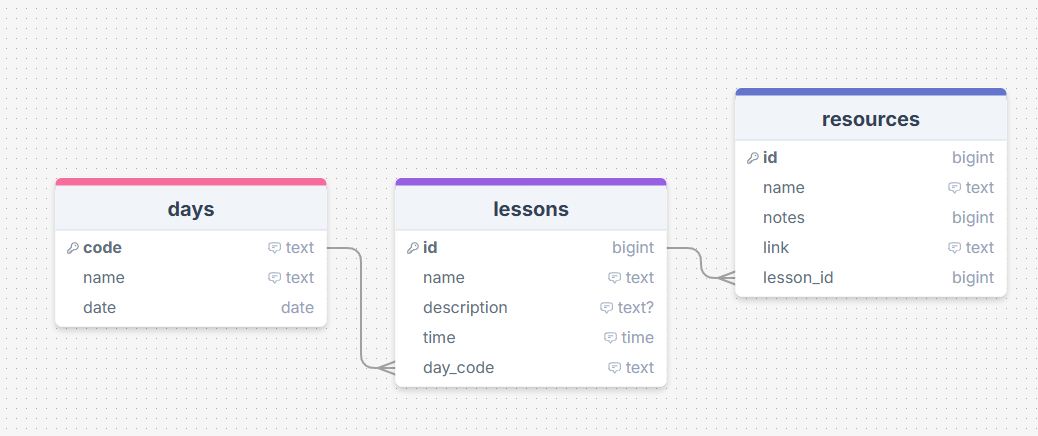 days
code text
name text
date date
lessons
id bigint
name text
description text?
time time
day_code text
resources
id bigint
name text
notes bigint
link text
lesson_id bigint